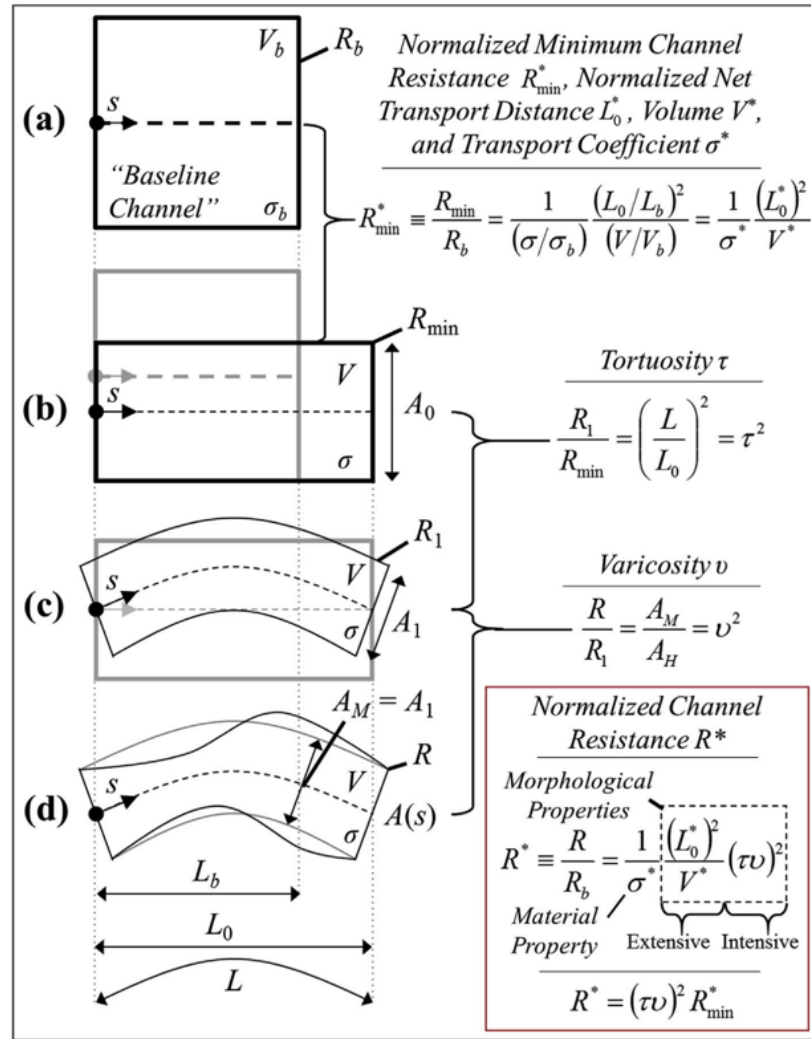 (a)
V_b
R_b
s
"Baseline
Channel"
σ_b
Normalized Minimum Channel
Resistance R*_min, Normalized Net
Transport Distance L*_0, Volume V*,
and Transport Coefficient σ*
R*_min ≡ R_min / R_b = 1 / (σ/σ_b) (L_0/L_b)² / (V/V_b) = 1 / σ* (L*_0)² / V*
(b)
R_min
s
V
A_0
σ
Tortuosity τ
R_1 / R_min = (L / L_0)² = τ²
(c)
R_1
s
V
A_1
σ
Varicosity υ
R / R_1 = A_M / A_H = υ²
(d)
A_M = A_1
R
s
V
σ
A(s)
L_b
L_0
L
Normalized Channel
Resistance R*
Morphological
Properties
R* ≡ R / R_b = 1 / σ* (L*_0)² / V* (τυ)²
Material
Property
Extensive
Intensive
R* = (τυ)² R*_min